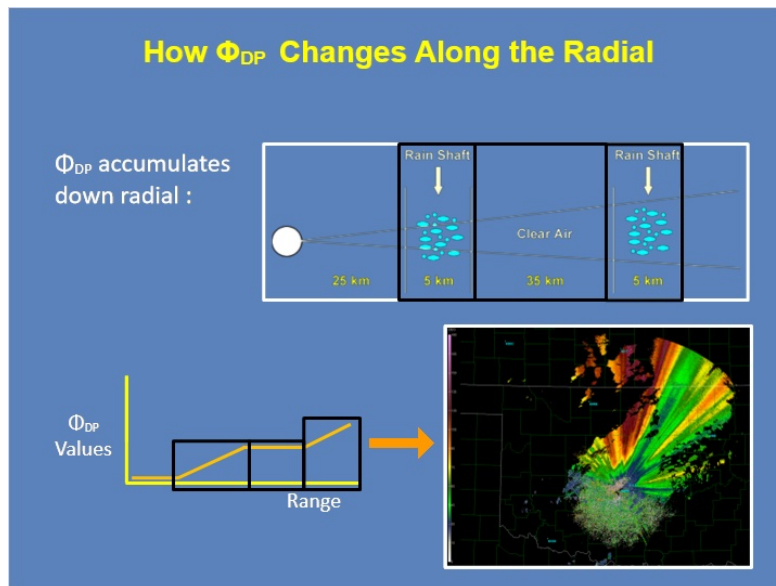 How ΦDP Changes Along the Radial
ΦDP accumulates
down radial :
Rain Shaft
Rain Shaft
Clear Air
25 km
5 km
35 km
5 km
ΦDP
Values
Range